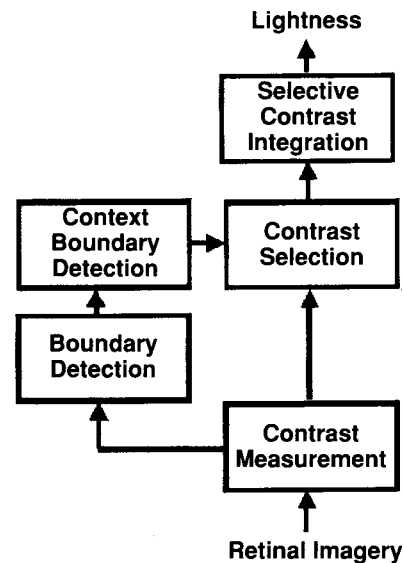 Lightness
Selective
Contrast
Integration
Context
Boundary
Detection
Contrast
Selection
Boundary
Detection
Contrast
Measurement
Retinal Imagery